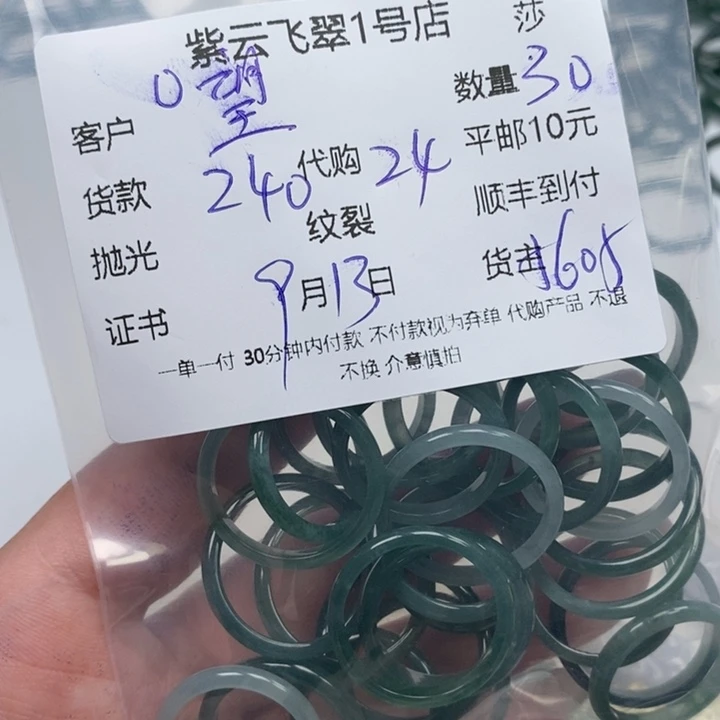 紫云飞翠1号店 莎
客户 O望 数量30
货款 240 代购 24 平邮10元
抛光 纹裂 顺丰到付
证书 9月13日 货主
一单一付 30分钟内付款 不付款视为弃单 代购产品 不退
不换 介意慎拍